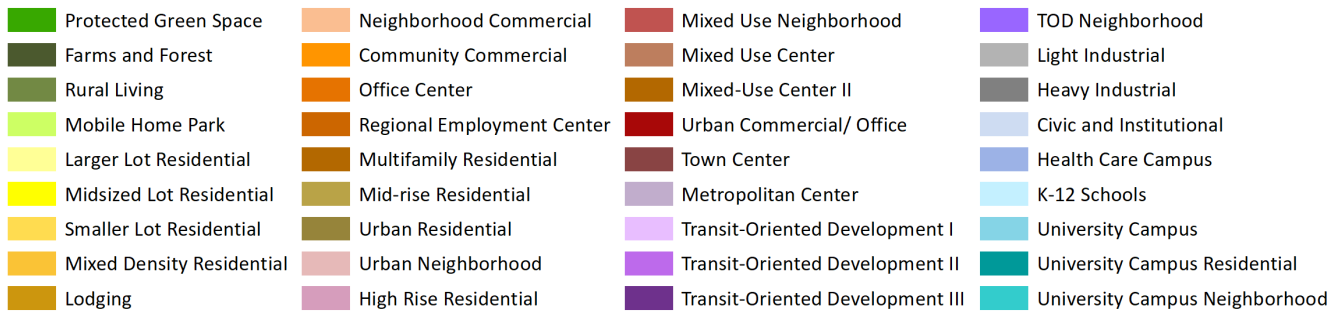 Protected Green Space
Farms and Forest
Rural Living
Mobile Home Park
Larger Lot Residential
Midsized Lot Residential
Smaller Lot Residential
Mixed Density Residential
Lodging
Neighborhood Commercial
Community Commercial
Office Center
Regional Employment Center
Multifamily Residential
Mid-rise Residential
Urban Residential
Urban Neighborhood
High Rise Residential
Mixed Use Neighborhood
Mixed Use Center
Mixed-Use Center II
Urban Commercial/ Office
Town Center
Metropolitan Center
Transit-Oriented Development I
Transit-Oriented Development II
Transit-Oriented Development III
TOD Neighborhood
Light Industrial
Heavy Industrial
Civic and Institutional
Health Care Campus
K-12 Schools
University Campus
University Campus Residential
University Campus Neighborhood